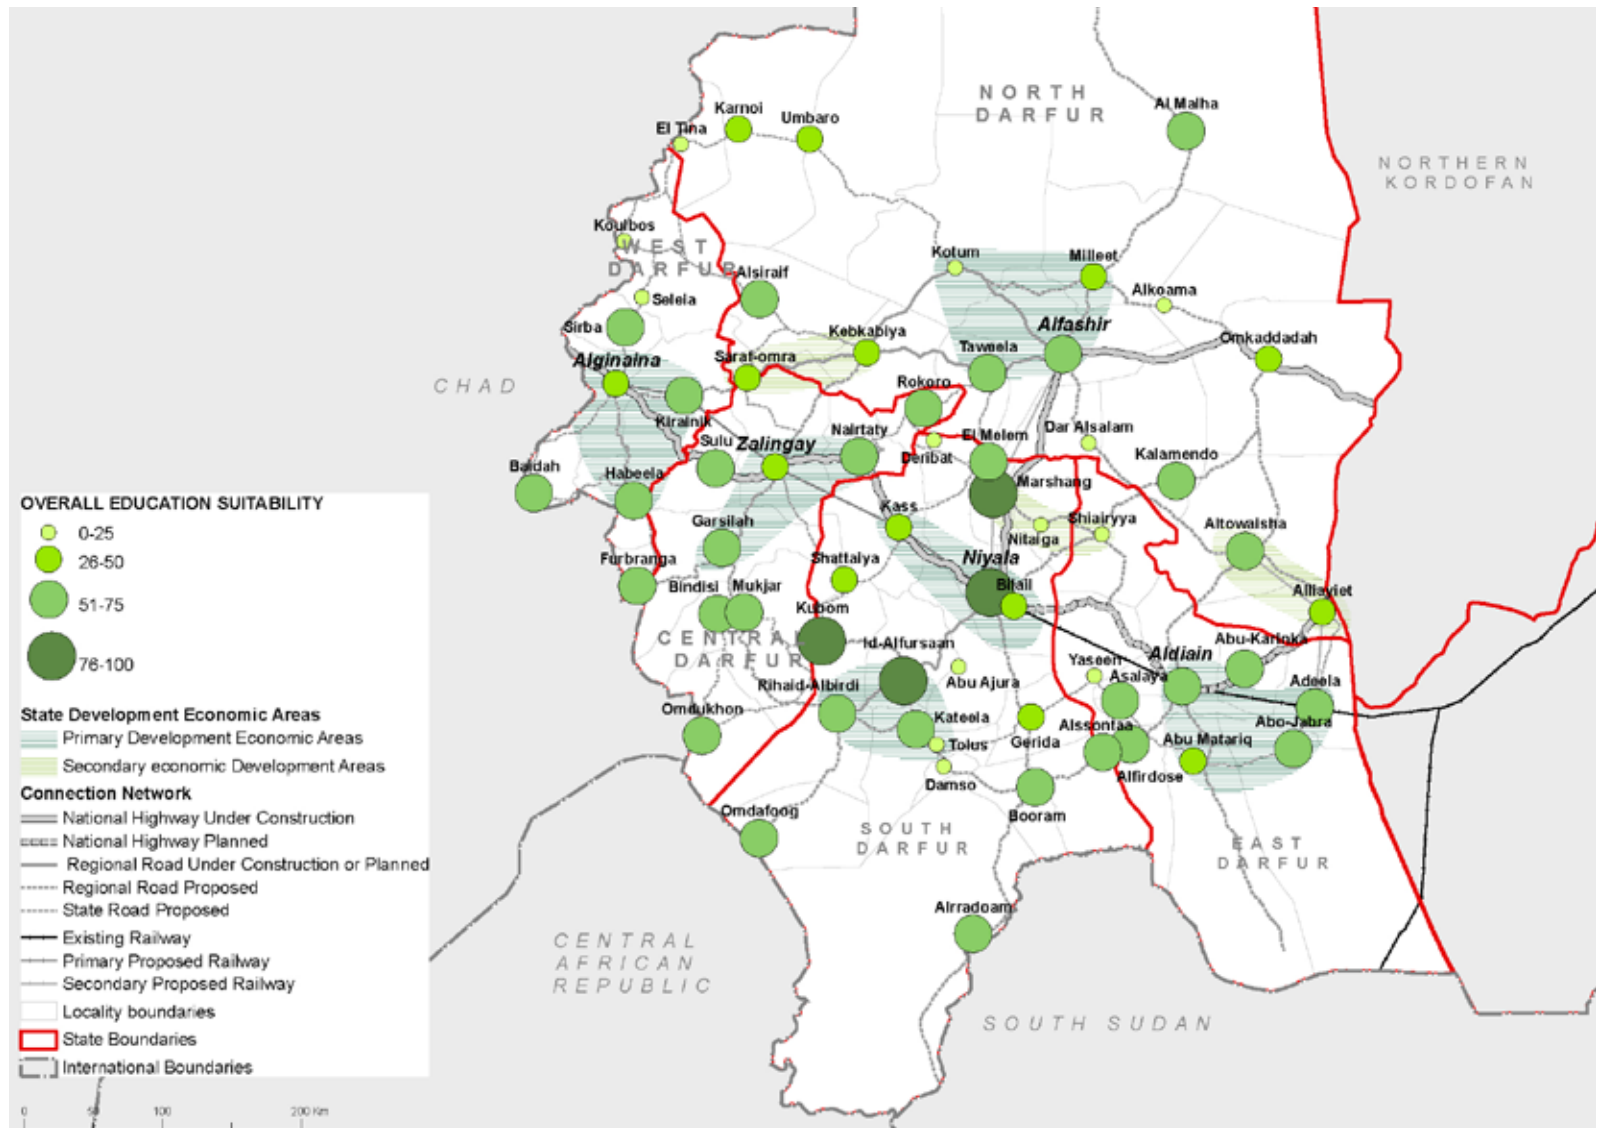 NORTH
DARFUR
Al Malha
Karnoi
Umbaro
El Tina
NORTHERN
KORDOFAN
Koulbos
WEST
DARFUR
Alsiraif
Kotum
Milleet
Seleia
Alkoama
Sirba
Kebkabiya
Alfashir
Omkaddadah
Alginaina
Saraf-omra
Taweela
CHAD
Rokoro
Kiralnik
Sulu
Zalingay
Nairtaty
El Melem
Dar Alsalam
Deribat
Kalamendo
Baidah
Habeela
Marshang
Kass
Shiairyya
Altowaisha
Garsilah
Nitaiga
Furbranga
Shattaiya
Niyala
Bindisi
Mukjar
Bilail
Alliaviet
Kubom
CENTRAL
DARFUR
Id-Alfursaan
Abu-Karinka
Aldiain
Yaseen
Abu Ajura
Asalaya
Adeela
Rihaid-Albirdi
Omdukhon
Kateela
Alssontaa
Abo-Jabra
Tolus
Gerida
Abu Matariq
Damso
Alfirdose
Omdafoog
Booram
SOUTH
DARFUR
EAST
DARFUR
Alrradoam
CENTRAL
AFRICAN
REPUBLIC
SOUTH SUDAN
OVERALL EDUCATION SUITABILITY
0-25
26-50
51-75
76-100
State Development Economic Areas
Primary Development Economic Areas
Secondary economic Development Areas
Connection Network
National Highway Under Construction
National Highway Planned
Regional Road Under Construction or Planned
Regional Road Proposed
State Road Proposed
Existing Railway
Primary Proposed Railway
Secondary Proposed Railway
Locality boundaries
State Boundaries
International Boundaries
0 50 100 200 Km